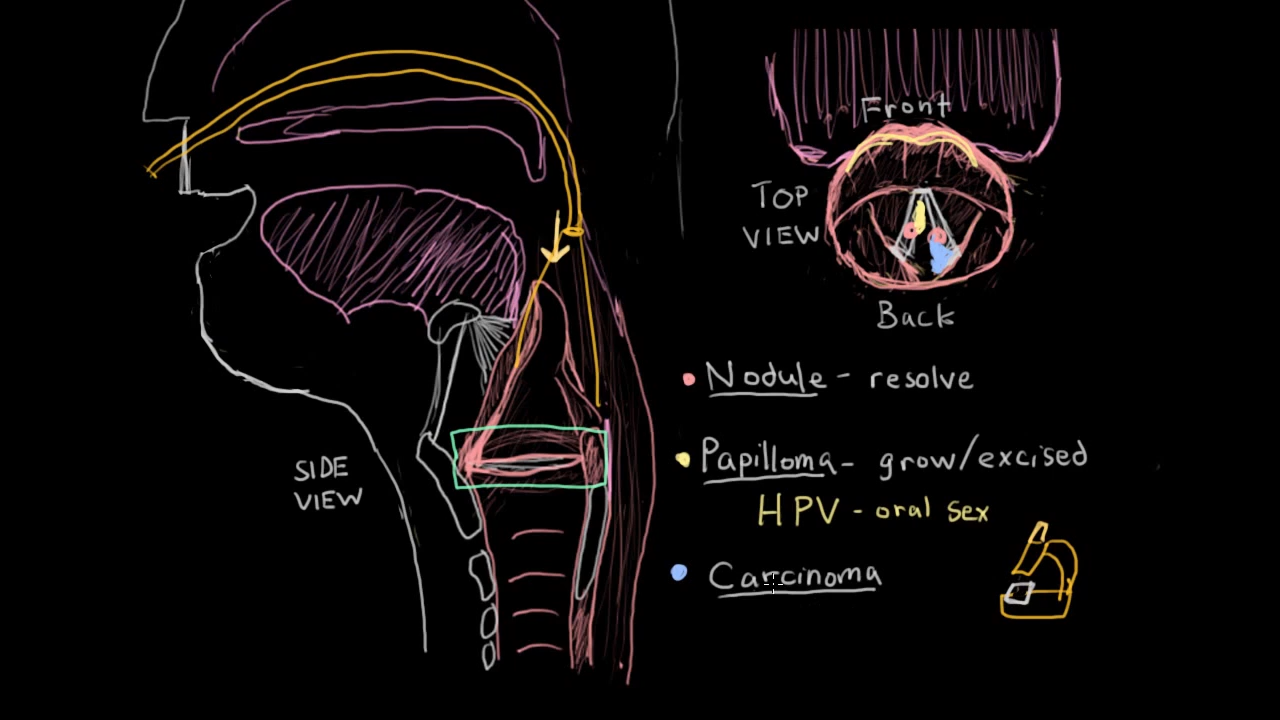 Front
TOP
VIEW
Back
Nodule - resolve
Papilloma - grow/excised
HPV - oral sex
SIDE
VIEW
Carcinoma